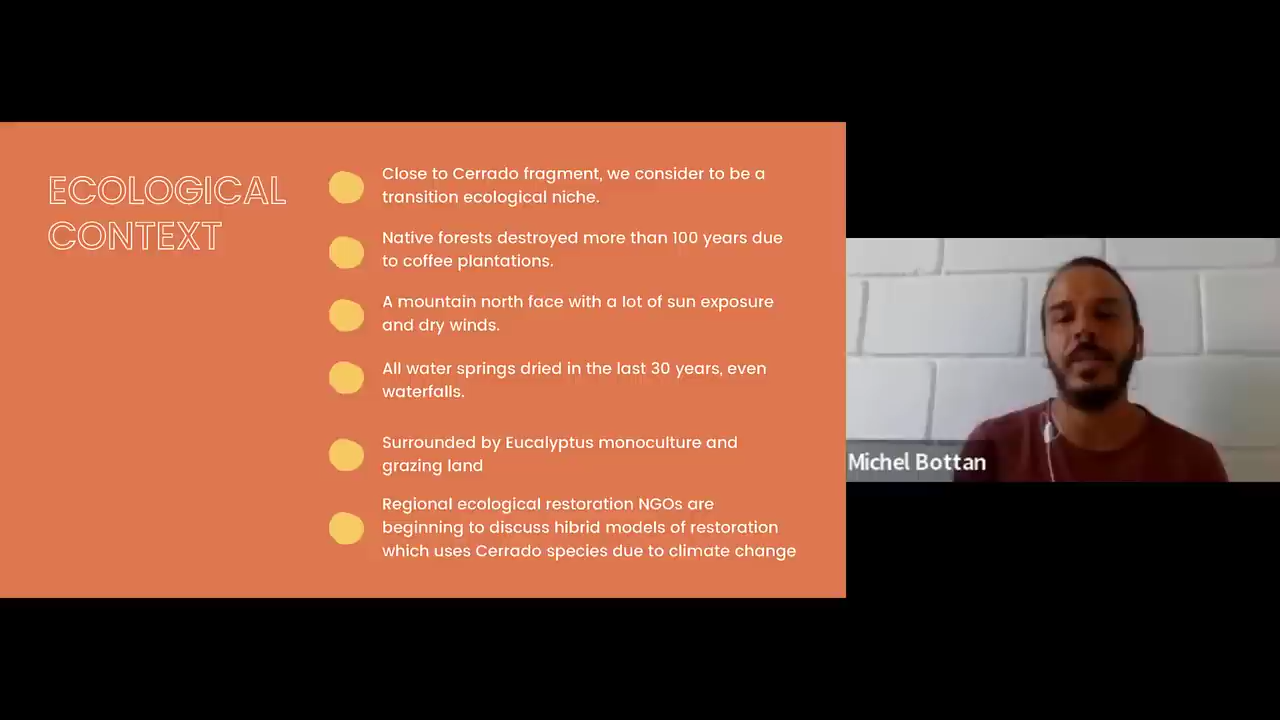 ECOLOGICAL
CONTEXT
Close to Cerrado fragment, we consider to be a
transition ecological niche.
Native forests destroyed more than 100 years due
to coffee plantations.
A mountain north face with a lot of sun exposure
and dry winds.
All water springs dried in the last 30 years, even
waterfalls.
Surrounded by Eucalyptus monoculture and
grazing land
Regional ecological restoration NGOs are
beginning to discuss hibrid models of restoration
which uses Cerrado species due to climate change
Michel Bottan